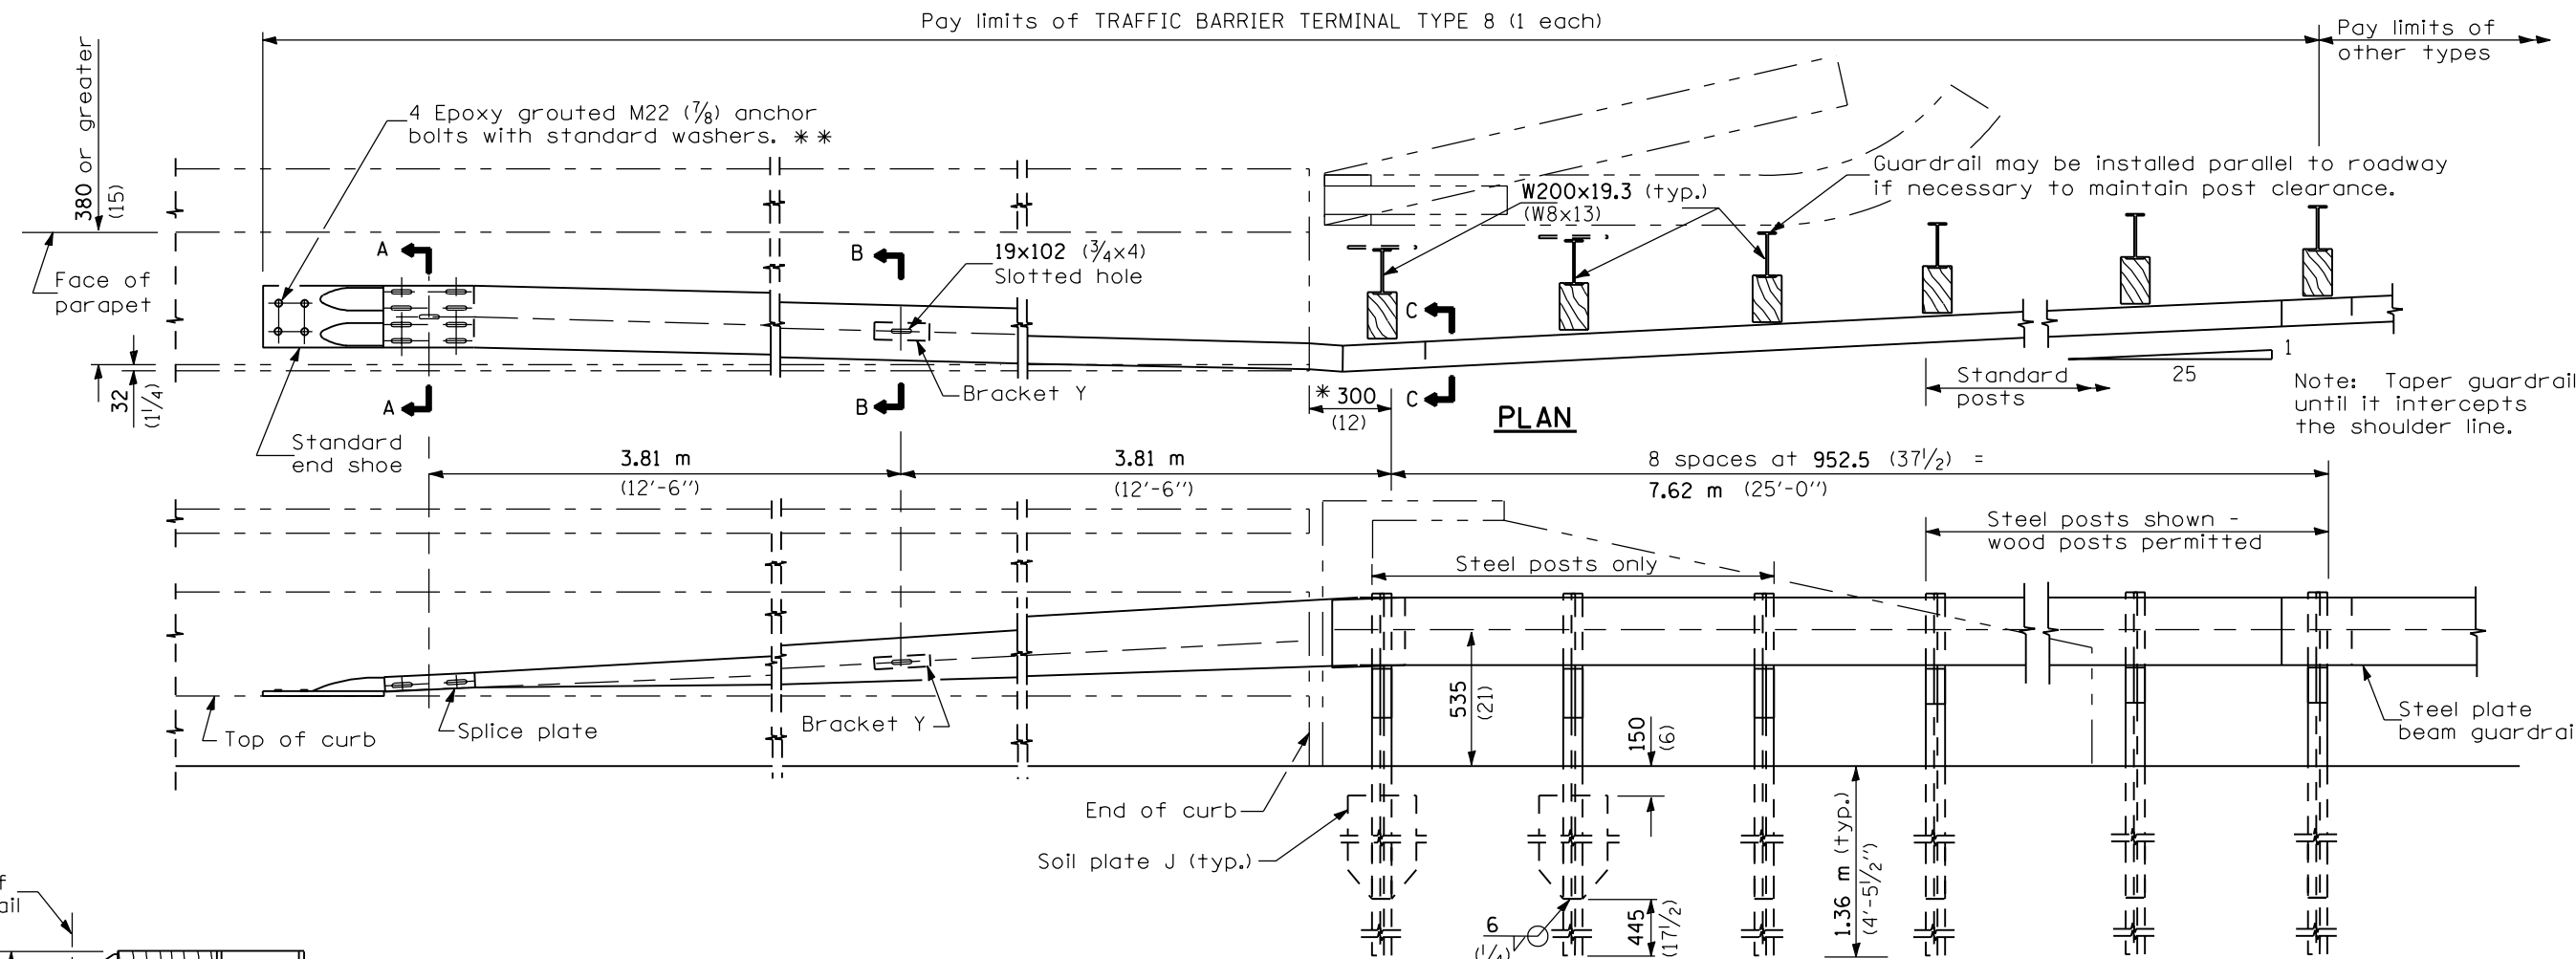 Pay limits of TRAFFIC BARRIER TERMINAL TYPE 8 (1 each)
Pay limits of
other types
380 or greater
(15)
4 Epoxy grouted M22 (7/8) anchor
bolts with standard washers. * *
Guardrail may be installed parallel to roadway
if necessary to maintain post clearance.
W200x19.3 (typ.)
(W8x13)
A
B
19x102 (3/4x4)
Slotted hole
Face of
parapet
C
32
(1 1/4)
A
B
Bracket Y
* 300
(12)
C
PLAN
Standard
posts
1
25
Note: Taper guardrail
until it intercepts
the shoulder line.
Standard
end shoe
3.81 m
(12'-6")
3.81 m
(12'-6")
8 spaces at 952.5 (37 1/2) =
7.62 m (25'-0")
Steel posts shown -
wood posts permitted
Steel posts only
535
(21)
150
(6)
Top of curb
Splice plate
Bracket Y
Steel plate
beam guardrai
End of curb
Soil plate J (typ.)
1.36 m (typ.)
(4'-5 1/2")
6
(1/4)
445
(17 1/2)